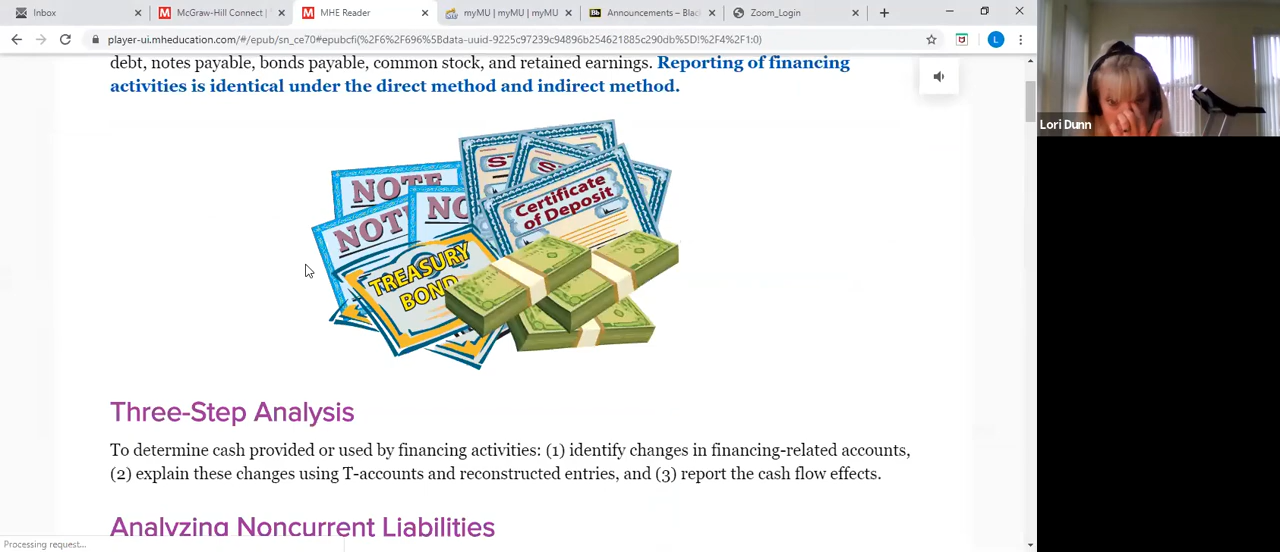 Inbox
McGraw-Hill Connect |
MHE Reader
myMU | myMU | myMU
Announcements – Blac
Zoom_Login
player-ui.mheducation.com/#/epub/sn_ce70#epubcfi(%2F6%2F696%5Bdata-uuid-9225c97239c94896b254621885c290db%5D!%2F4%2F1:0)
L
debt, notes payable, bonds payable, common stock, and retained earnings. Reporting of financing
activities is identical under the direct method and indirect method.
Lori Dunn
NOTE
NOTE
NO
Certificate
of Deposit
TREASURY
BOND
Three-Step Analysis
To determine cash provided or used by financing activities: (1) identify changes in financing-related accounts,
(2) explain these changes using T-accounts and reconstructed entries, and (3) report the cash flow effects.
Analyzing Noncurrent Liabilities
Processing request...